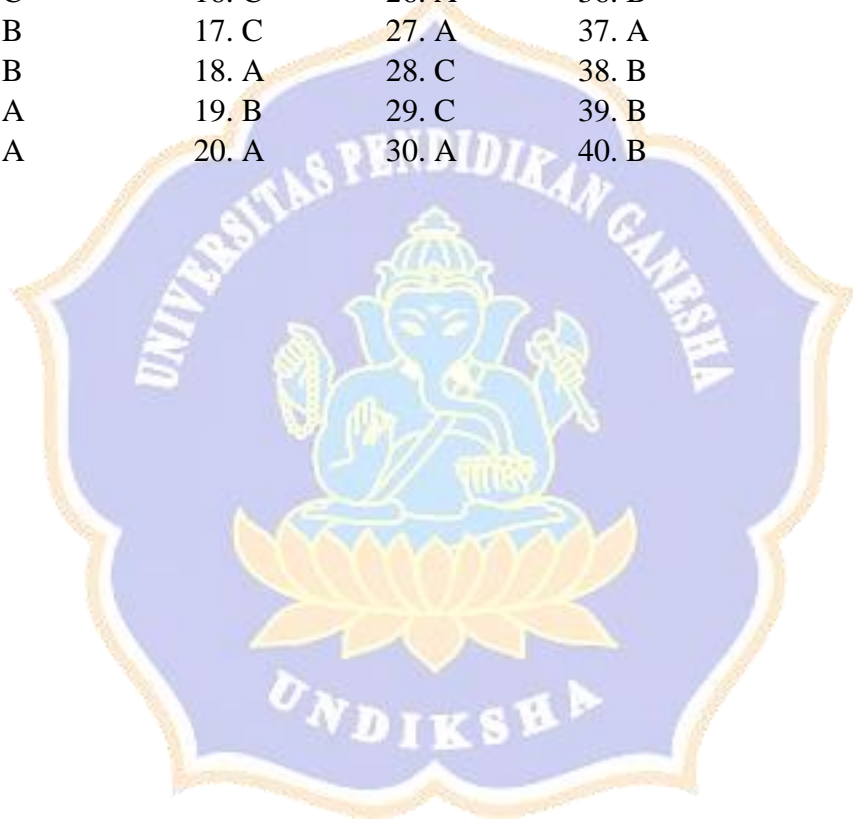 B 17. C 27. A 37. A
B 18. A 28. C 38. B
A 19. B 29. C 39. B
A 20. A 30. A 40. B
UNIVERSITAS PENDIDIKAN GANESHA
UNDIKSHA